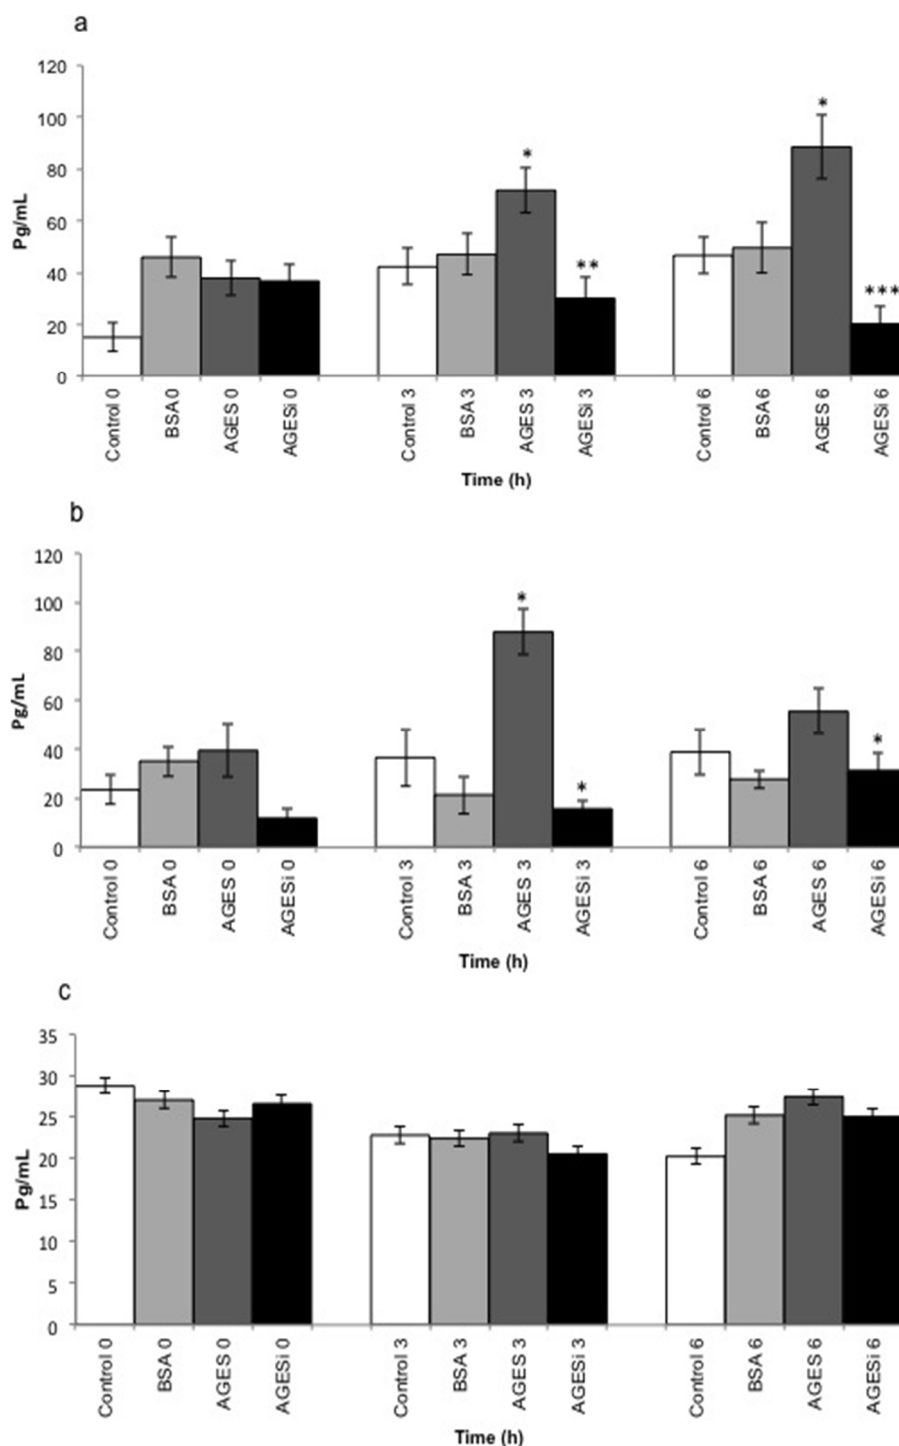 a
120
100
80
60
40
20
0
Pg/mL
*
**
*
***
Control 0 BSA 0 AGES 0 AGESi 0 Control 3 BSA 3 AGES 3 AGESi 3 Control 6 BSA 6 AGES 6 AGESi 6
Time (h)
b
120
100
80
60
40
20
0
Pg/mL
*
*
*
Control 0 BSA 0 AGES 0 AGESi 0 Control 3 BSA 3 AGES 3 AGESi 3 Control 6 BSA 6 AGES 6 AGESi 6
Time (h)
c
35
30
25
20
15
10
5
0
Pg/mL
Control 0 BSA 0 AGES 0 AGESi 0 Control 3 BSA 3 AGES 3 AGESi 3 Control 6 BSA 6 AGES 6 AGESi 6
Time (h)